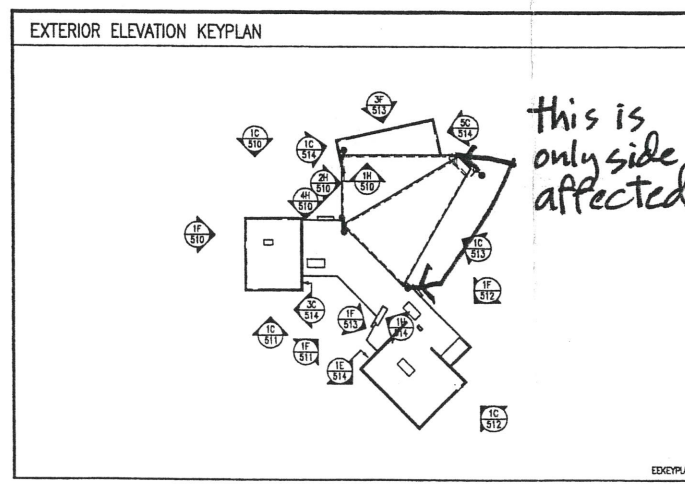 EXTERIOR ELEVATION KEYPLAN
3F
513
1C
510
1C
514
5C
514
this is
only side
affected
2H
510
1H
510
4H
510
1F
510
1C
513
1F
512
3C
514
1F
513
1H
514
1C
511
1F
511
1E
514
1C
512
EEKEYPL